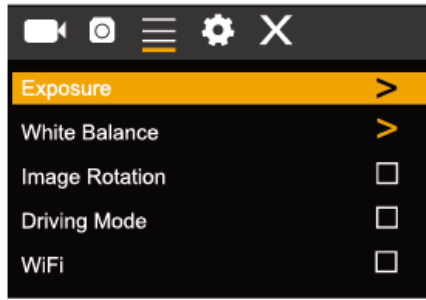 Exposure >
White Balance >
Image Rotation
Driving Mode
WiFi